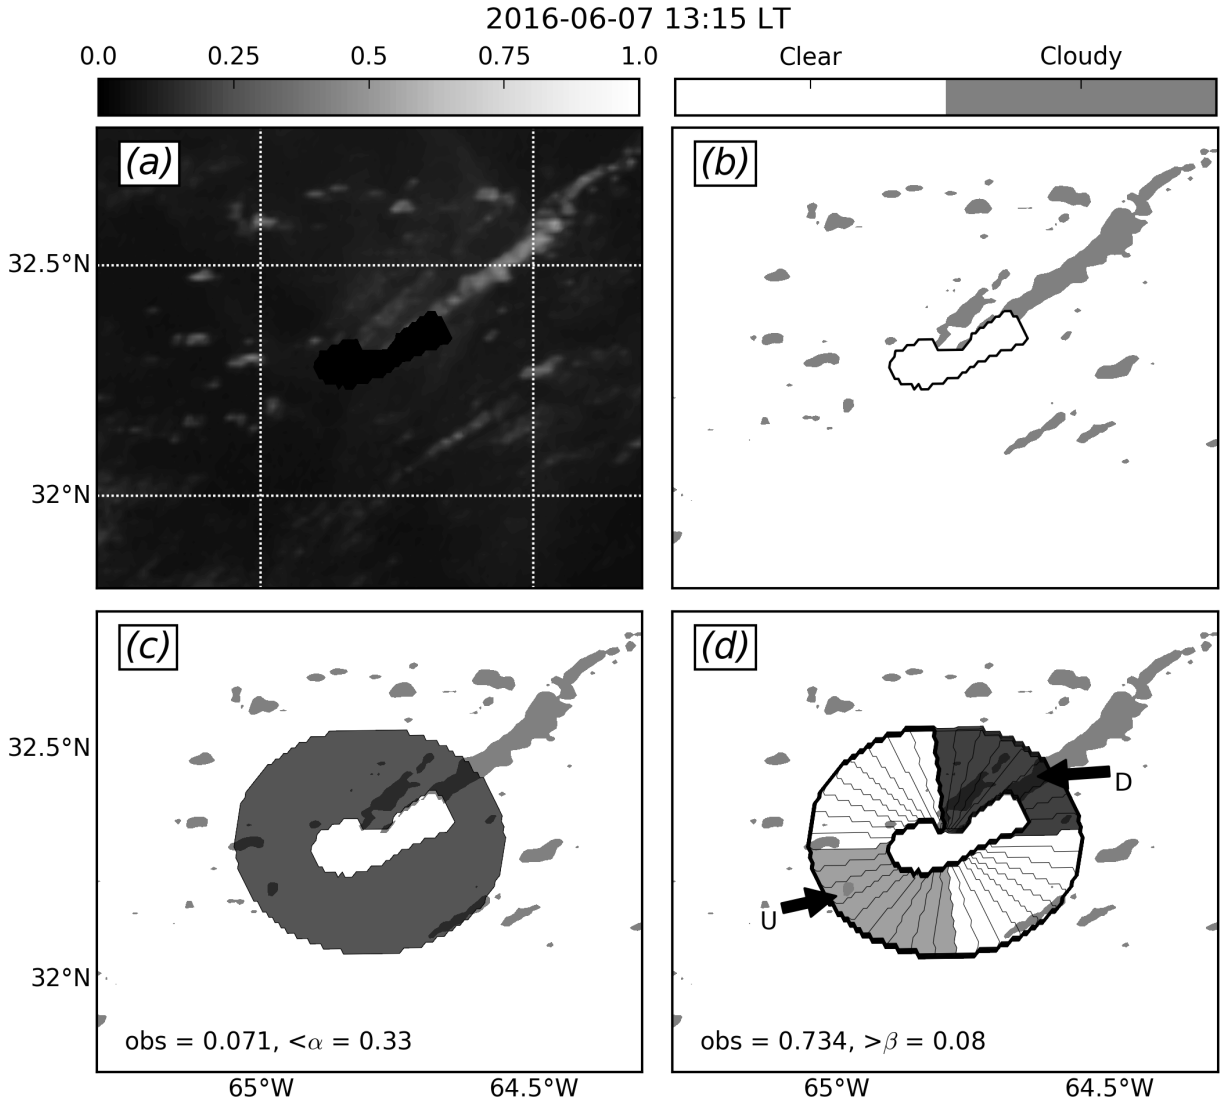 2016-06-07 13:15 LT
0.0 0.25 0.5 0.75 1.0
Clear Cloudy
(a)
(b)
32.5°N
32°N
(c)
(d)
32.5°N
D
U
32°N
obs = 0.071, <α = 0.33
obs = 0.734, >β = 0.08
65°W 64.5°W
65°W 64.5°W